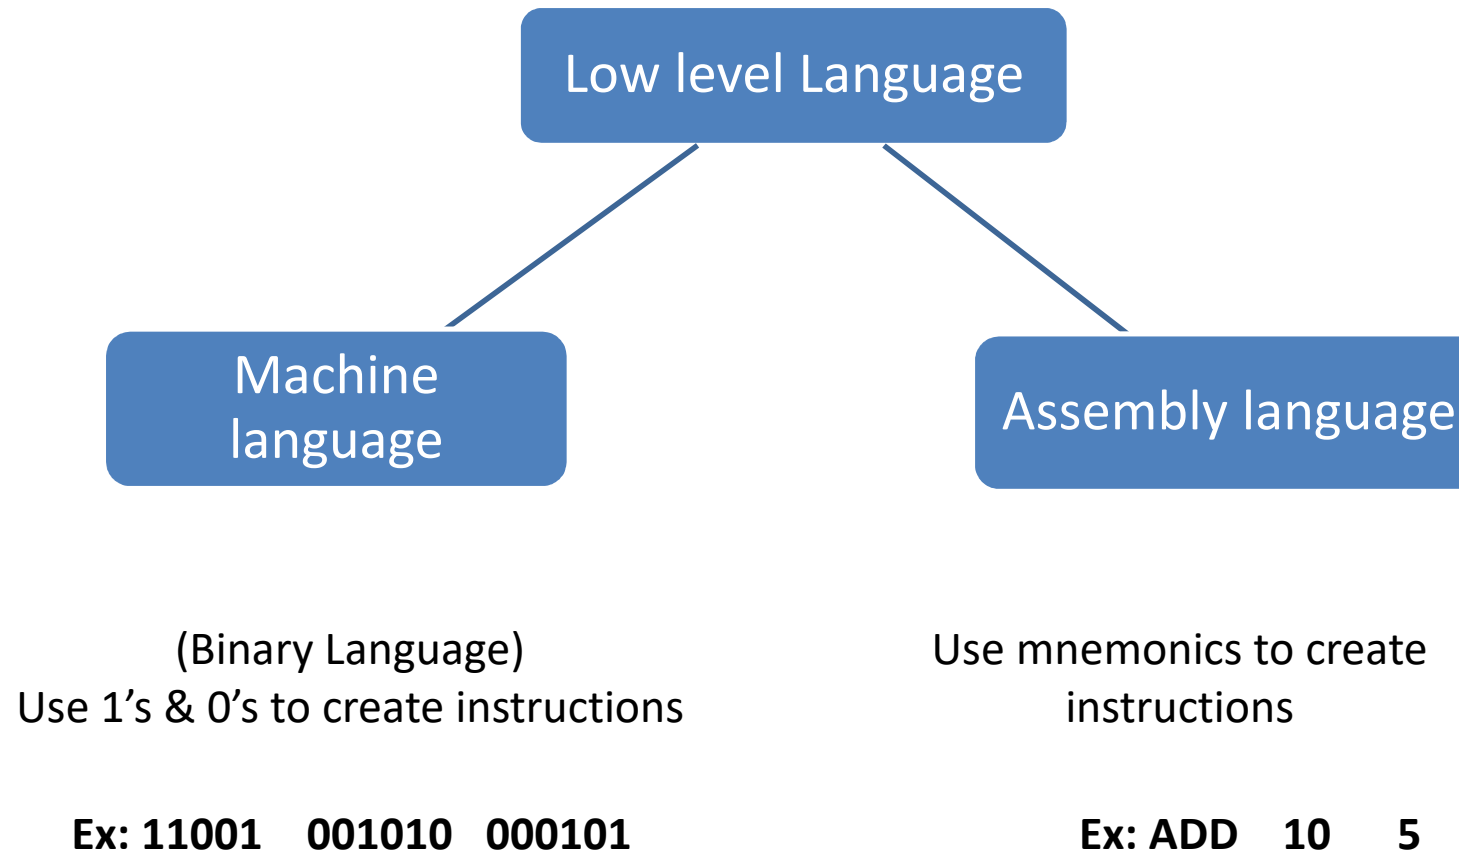 Low level Language
Machine
language
Assembly language
(Binary Language)
Use 1’s & 0’s to create instructions
Ex: 11001 001010 000101
Use mnemonics to create
instructions
Ex: ADD 10 5